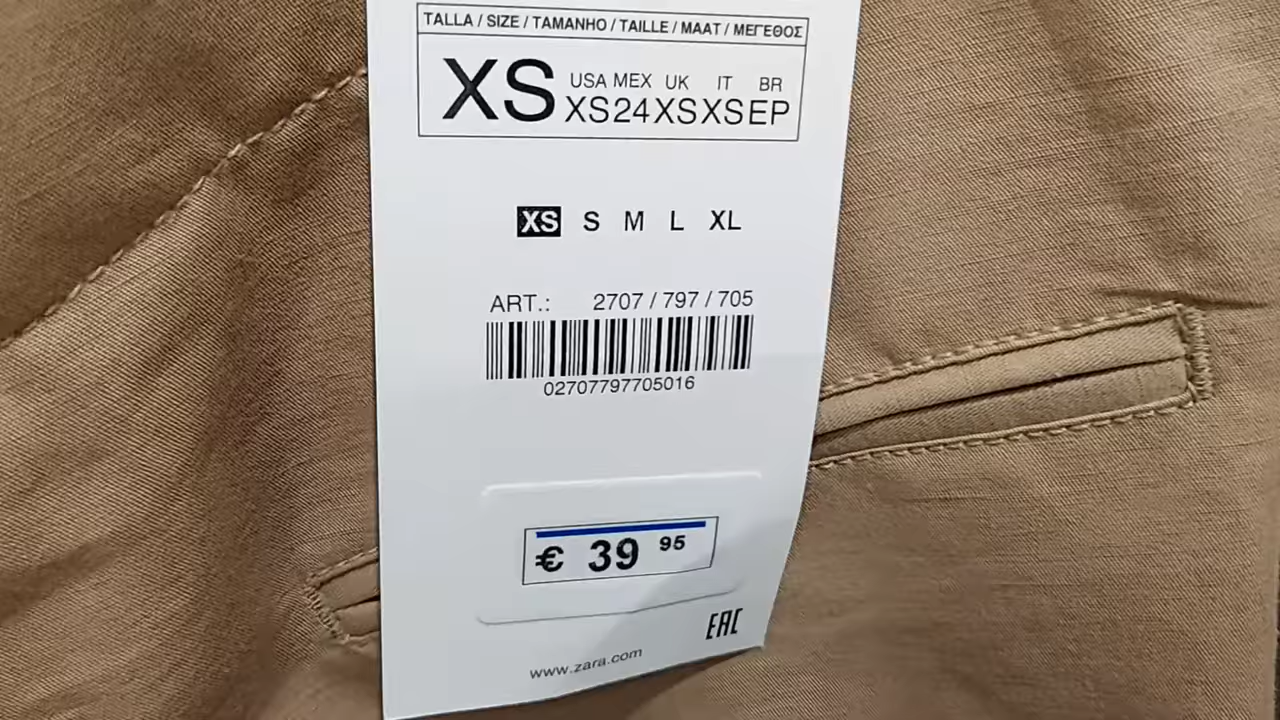 TALLA / SIZE / TAMANHO / TAILLE / MAAT / ΜΕΓΕΘΟΣ
XS USA MEX UK IT BR
XS 24 XS XS EP
XS S M L XL
ART.: 2707 / 797 / 705
02707797705016
€ 39 95
EAC
www.zara.com